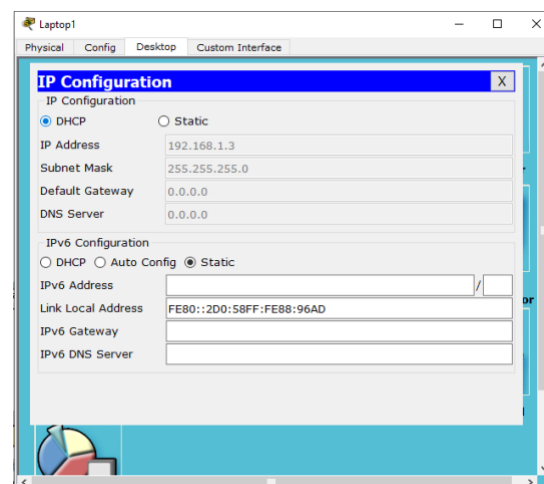 Laptop1
Physical Config Desktop Custom Interface
IP Configuration X
IP Configuration
DHCP Static
IP Address 192.168.1.3
Subnet Mask 255.255.255.0
Default Gateway 0.0.0.0
DNS Server 0.0.0.0
IPv6 Configuration
DHCP Auto Config Static
IPv6 Address /
Link Local Address FE80::2D0:58FF:FE88:96AD
IPv6 Gateway
IPv6 DNS Server
or